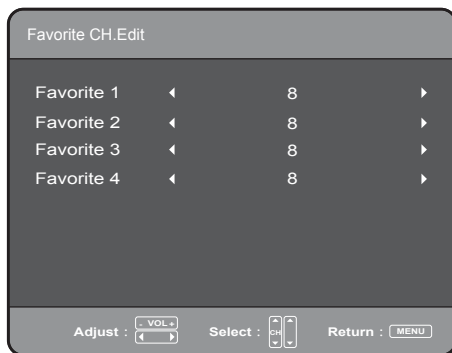 Favorite CH.Edit
Favorite 1 8
Favorite 2 8
Favorite 3 8
Favorite 4 8
Adjust : - VOL + Select : CH Return : MENU